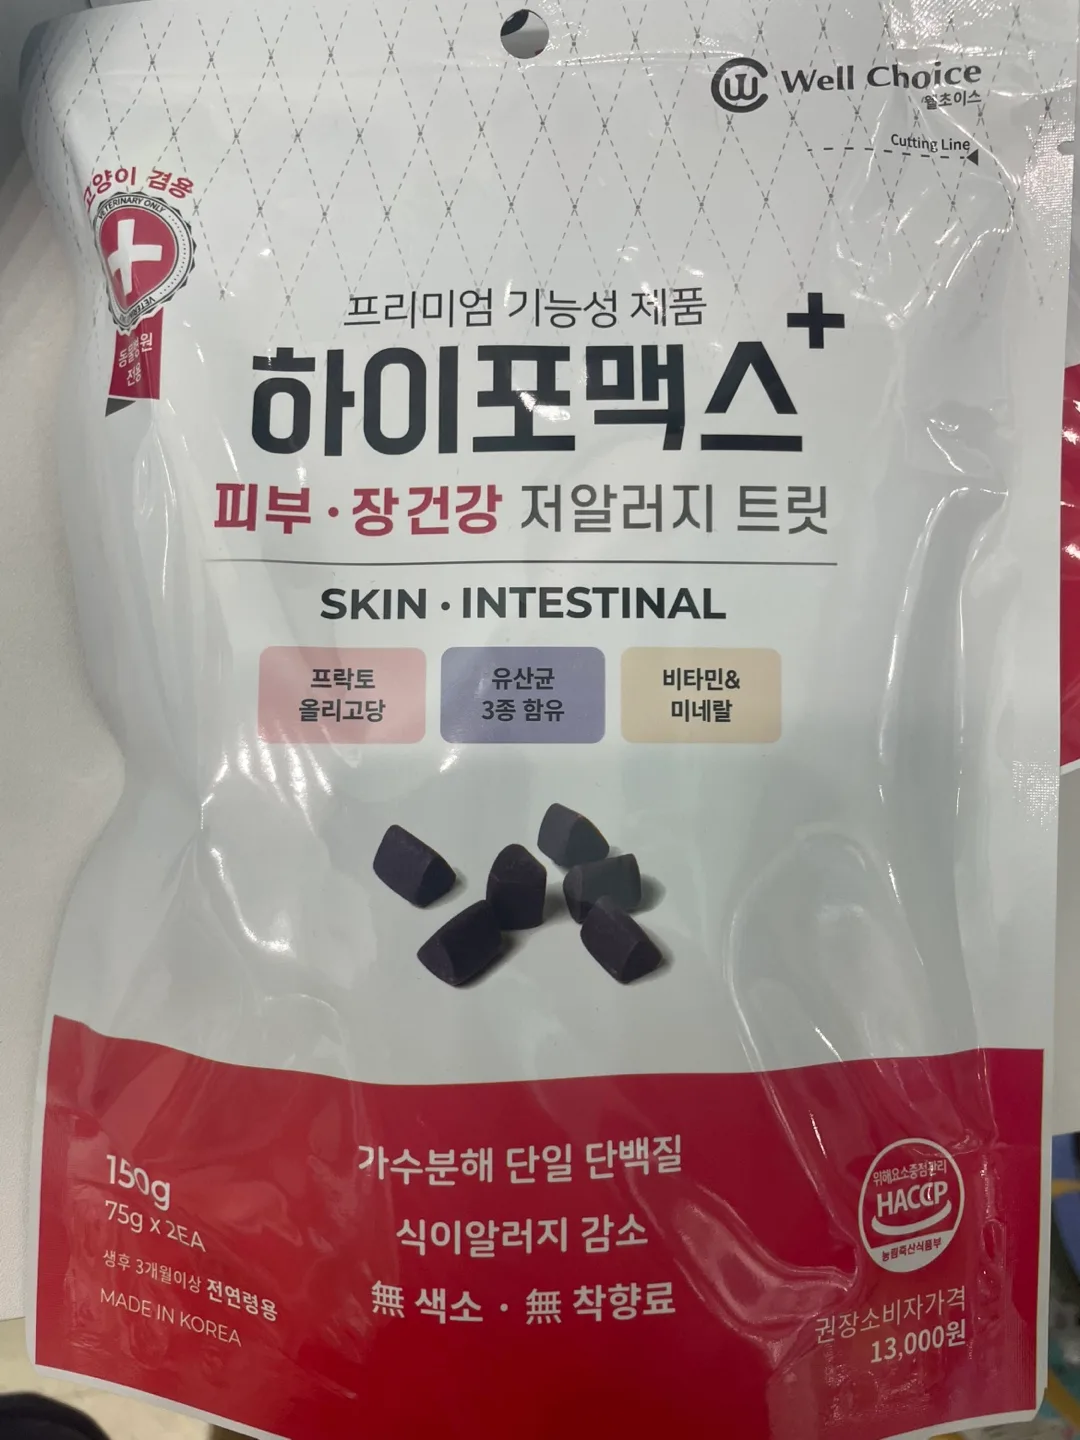 Well Choice
웰초이스
Cutting Line
고양이 겸용
VETERINARY ONLY
동물병원
전용
프리미엄 기능성 제품
하이포맥스+
피부·장건강 저알러지 트릿
SKIN · INTESTINAL
프락토
올리고당
유산균
3종 함유
비타민&
미네랄
가수분해 단일 단백질
식이알러지 감소
無 색소 · 無 착향료
150g
75g x 2EA
생후 3개월이상 전연령용
MADE IN KOREA
위해요소중점관리
HACCP
농림축산식품부
권장소비자가격
13,000원